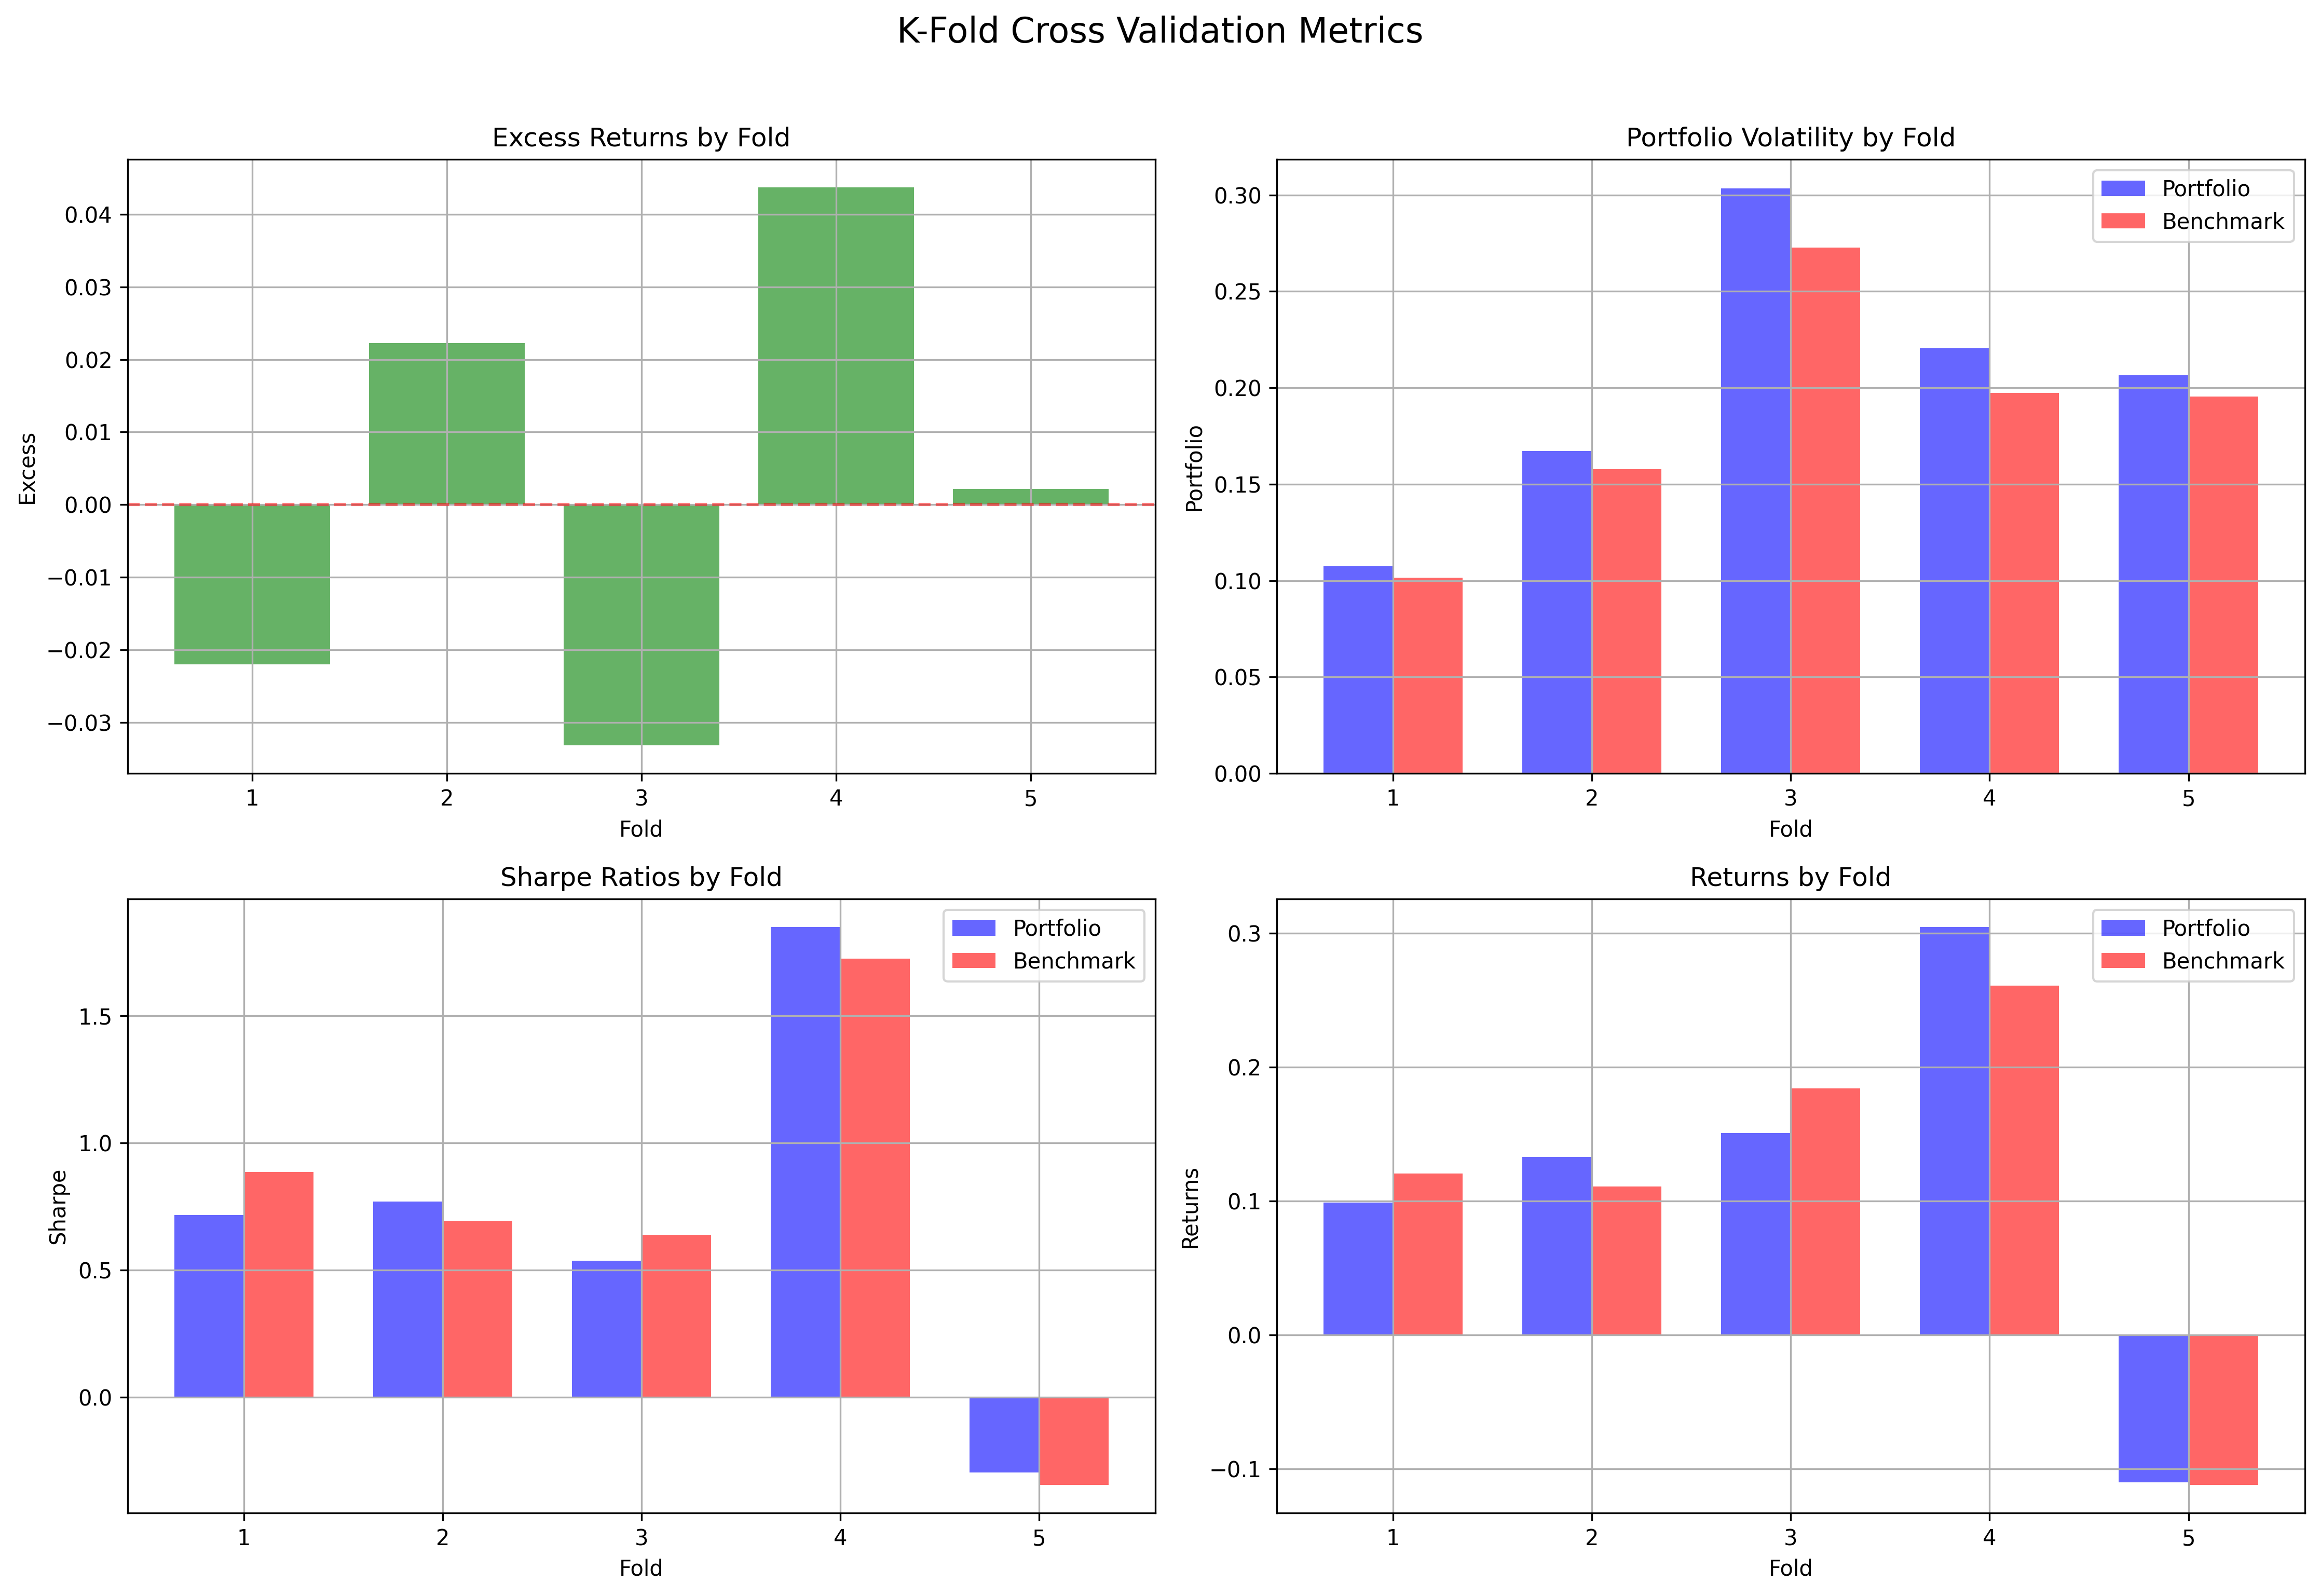 K-Fold Cross Validation Metrics
Excess Returns by Fold
Excess
0.04
0.03
0.02
0.01
0.00
−0.01
−0.02
−0.03
1 2 3 4 5
Fold
Portfolio Volatility by Fold
Portfolio
0.30
0.25
0.20
0.15
0.10
0.05
0.00
Portfolio
Benchmark
1 2 3 4 5
Fold
Sharpe Ratios by Fold
Sharpe
1.5
1.0
0.5
0.0
Portfolio
Benchmark
1 2 3 4 5
Fold
Returns by Fold
Returns
0.3
0.2
0.1
0.0
−0.1
Portfolio
Benchmark
1 2 3 4 5
Fold